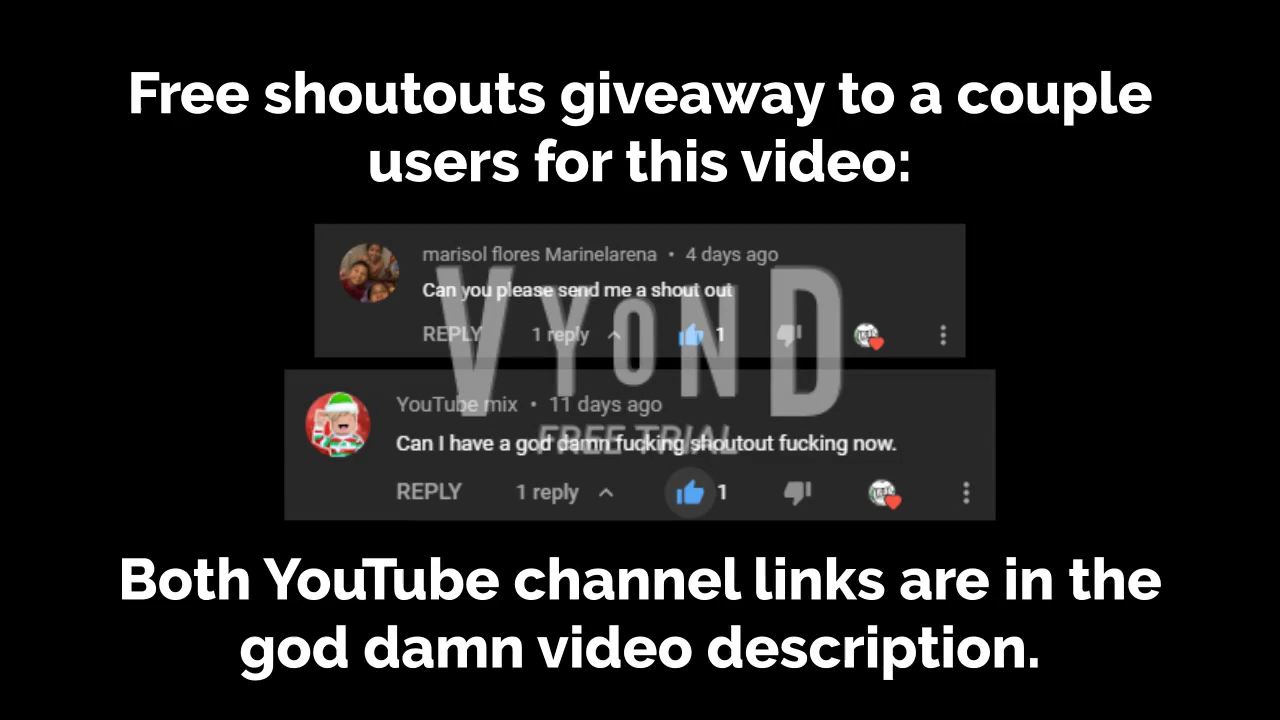 Free shoutouts giveaway to a couple
users for this video:
marisol flores Marinelarena • 4 days ago
Can you please send me a shout out
REPLY 1 reply 1
VYOND
FREE TRIAL
YouTube mix • 11 days ago
Can I have a god damn fucking shoutout fucking now.
REPLY 1 reply 1
Both YouTube channel links are in the
god damn video description.